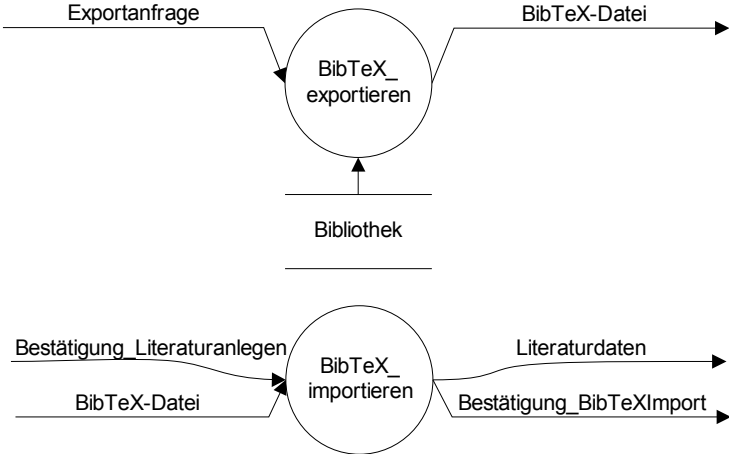 Exportanfrage
BibTeX-Datei
BibTeX_
exportieren
Bibliothek
Bestätigung_Literaturanlegen
BibTeX_
importieren
Literaturdaten
BibTeX-Datei
Bestätigung_BibTeXImport